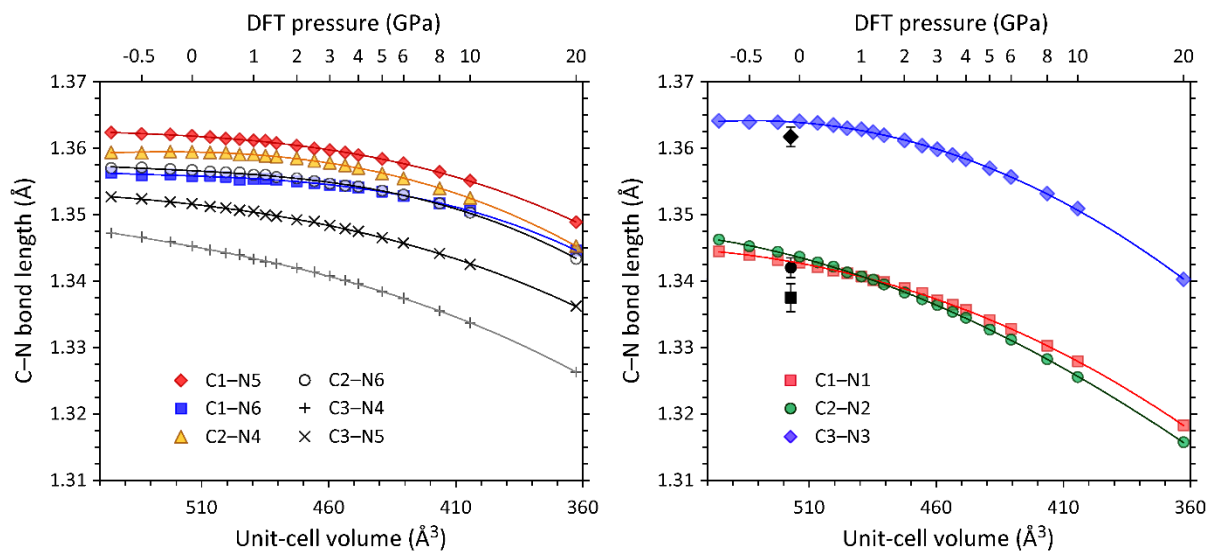 DFT pressure (GPa)
-0.5 0 1 2 3 4 5 6 8 10 20
1.37
1.36
1.35
1.34
1.33
1.32
1.31
C–N bond length (Å)
C1–N5
C1–N6
C2–N4
C2–N6
C3–N4
C3–N5
510 460 410 360
Unit-cell volume (Å³)
DFT pressure (GPa)
-0.5 0 1 2 3 4 5 6 8 10 20
1.37
1.36
1.35
1.34
1.33
1.32
1.31
C–N bond length (Å)
C1–N1
C2–N2
C3–N3
510 460 410 360
Unit-cell volume (Å³)